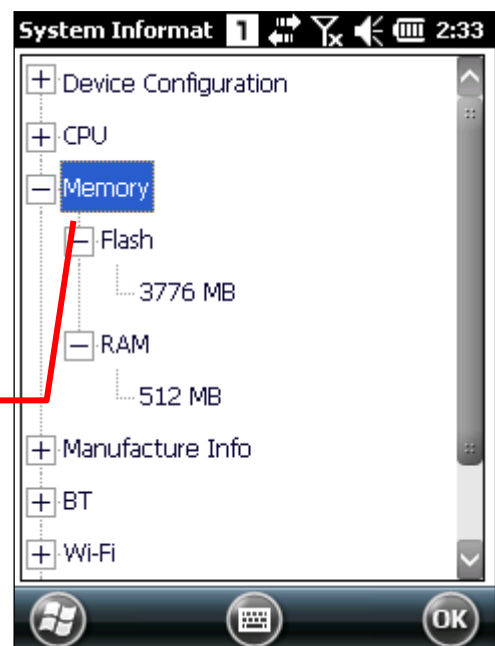 System Informat 1 2:33
Device Configuration
CPU
Memory
Flash
3776 MB
RAM
512 MB
Manufacture Info
BT
Wi-Fi
OK